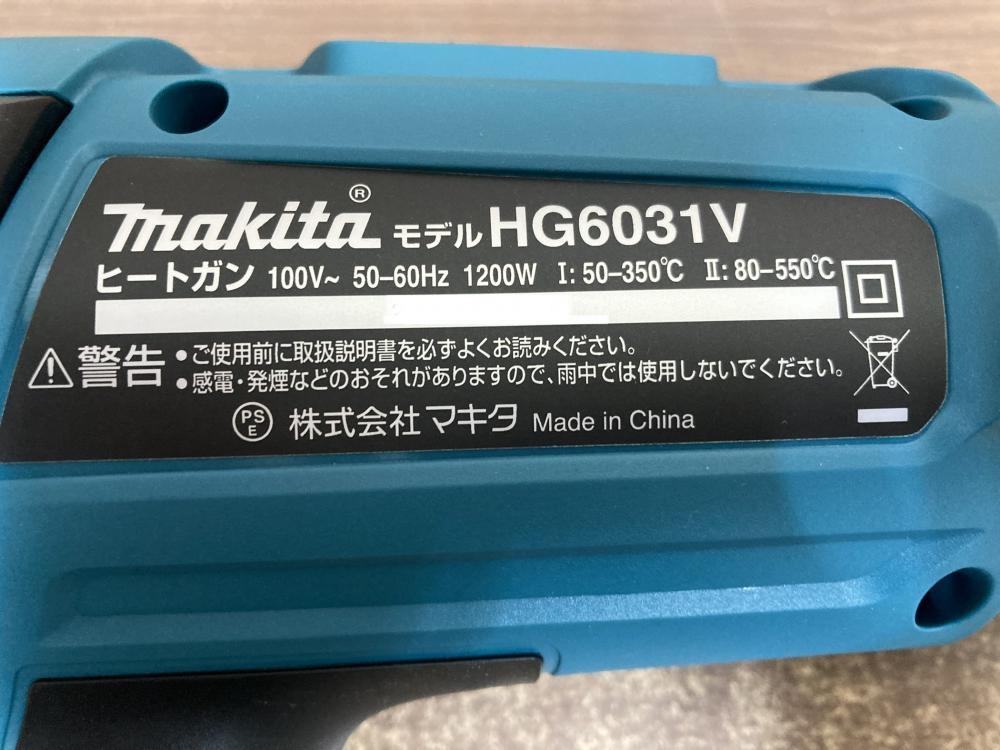 makita® モデル HG6031V
ヒートガン 100V~ 50-60Hz 1200W I: 50-350℃ II: 80-550℃
警告 •ご使用前に取扱説明書を必ずよくお読みください。
•感電・発煙などのおそれがありますので、雨中では使用しないでください。
PSE 株式会社マキタ Made in China